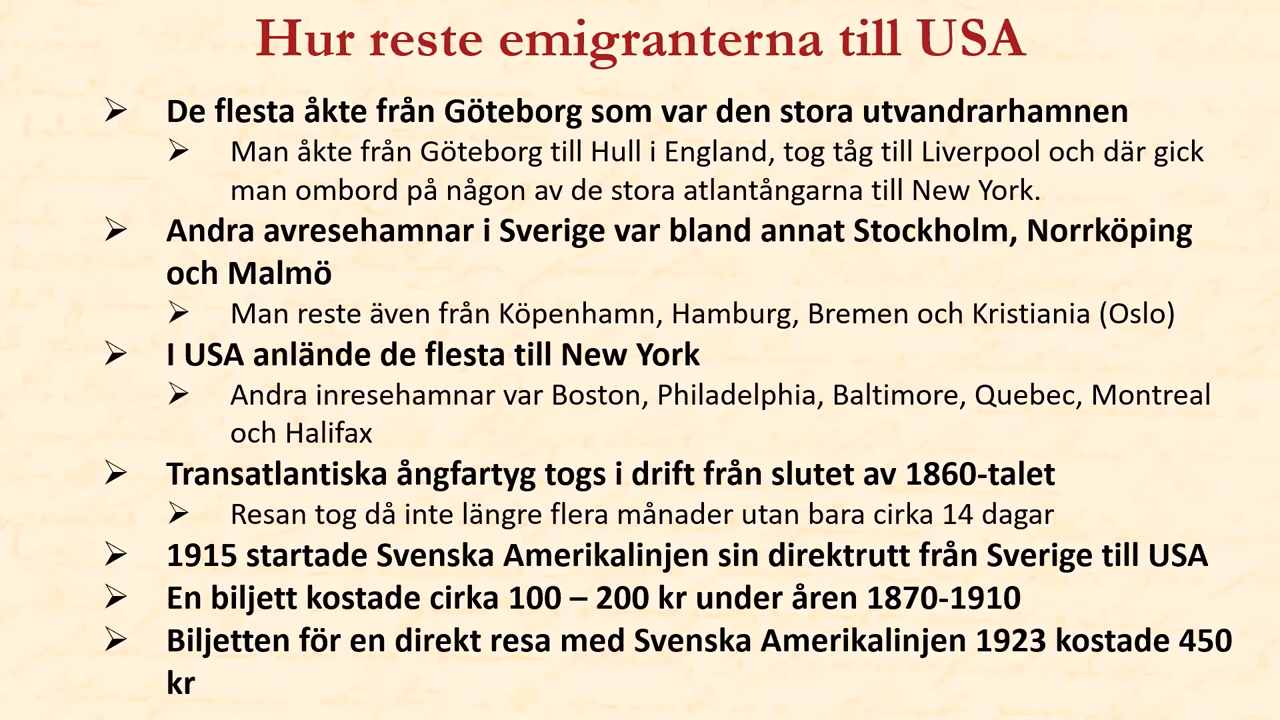 Hur reste emigranterna till USA
De flesta åkte från Göteborg som var den stora utvandrarhamnen
Man åkte från Göteborg till Hull i England, tog tåg till Liverpool och där gick
man ombord på någon av de stora atlantångarna till New York.
Andra avresehamnar i Sverige var bland annat Stockholm, Norrköping
och Malmö
Man reste även från Köpenhamn, Hamburg, Bremen och Kristiania (Oslo)
I USA anlände de flesta till New York
Andra inresehamnar var Boston, Philadelphia, Baltimore, Quebec, Montreal
och Halifax
Transatlantiska ångfartyg togs i drift från slutet av 1860-talet
Resan tog då inte längre flera månader utan bara cirka 14 dagar
1915 startade Svenska Amerikalinjen sin direktrutt från Sverige till USA
En biljett kostade cirka 100 – 200 kr under åren 1870-1910
Biljetten för en direkt resa med Svenska Amerikalinjen 1923 kostade 450
kr